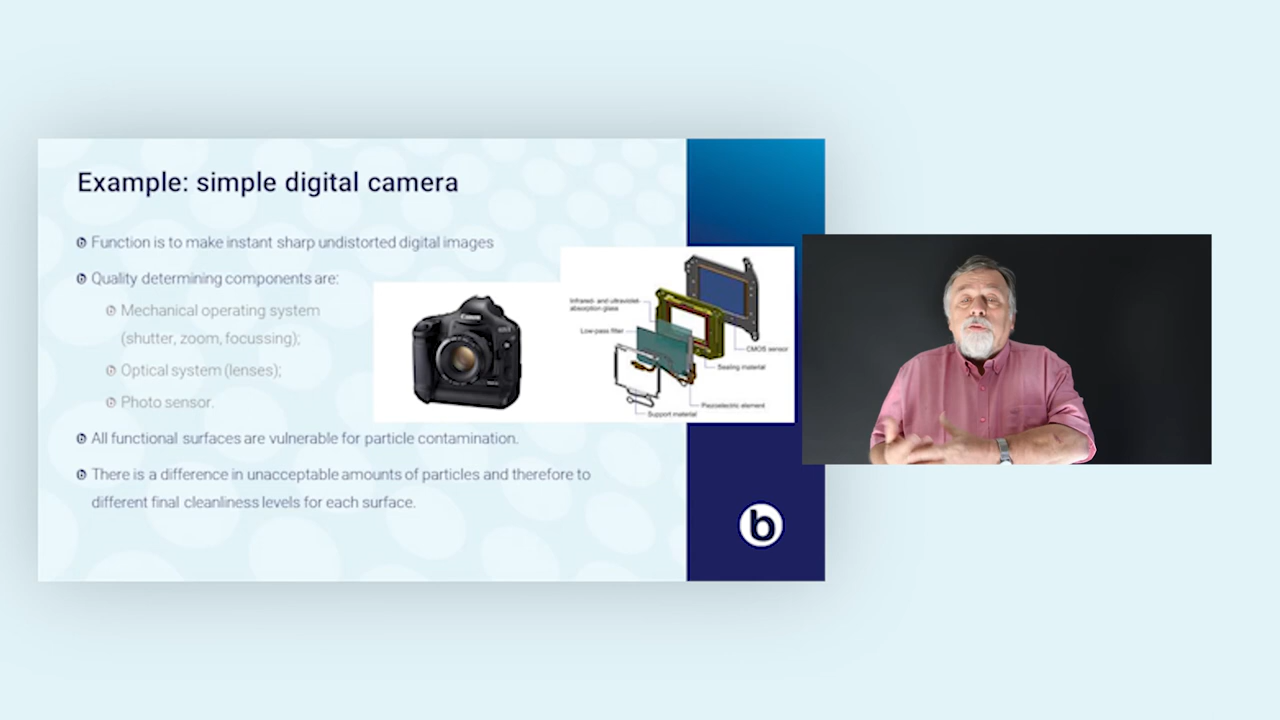 Example: simple digital camera
Function is to make instant sharp undistorted digital images
Quality determining components are:
Mechanical operating system
(shutter, zoom, focussing);
Optical system (lenses);
Photo sensor.
All functional surfaces are vulnerable for particle contamination.
There is a difference in unacceptable amounts of particles and therefore to
different final cleanliness levels for each surface.
Canon
Infrared- and ultraviolet-
absorption glass
Low-pass filter
CMOS sensor
Sealing material
Piezoelectric element
Support material
b